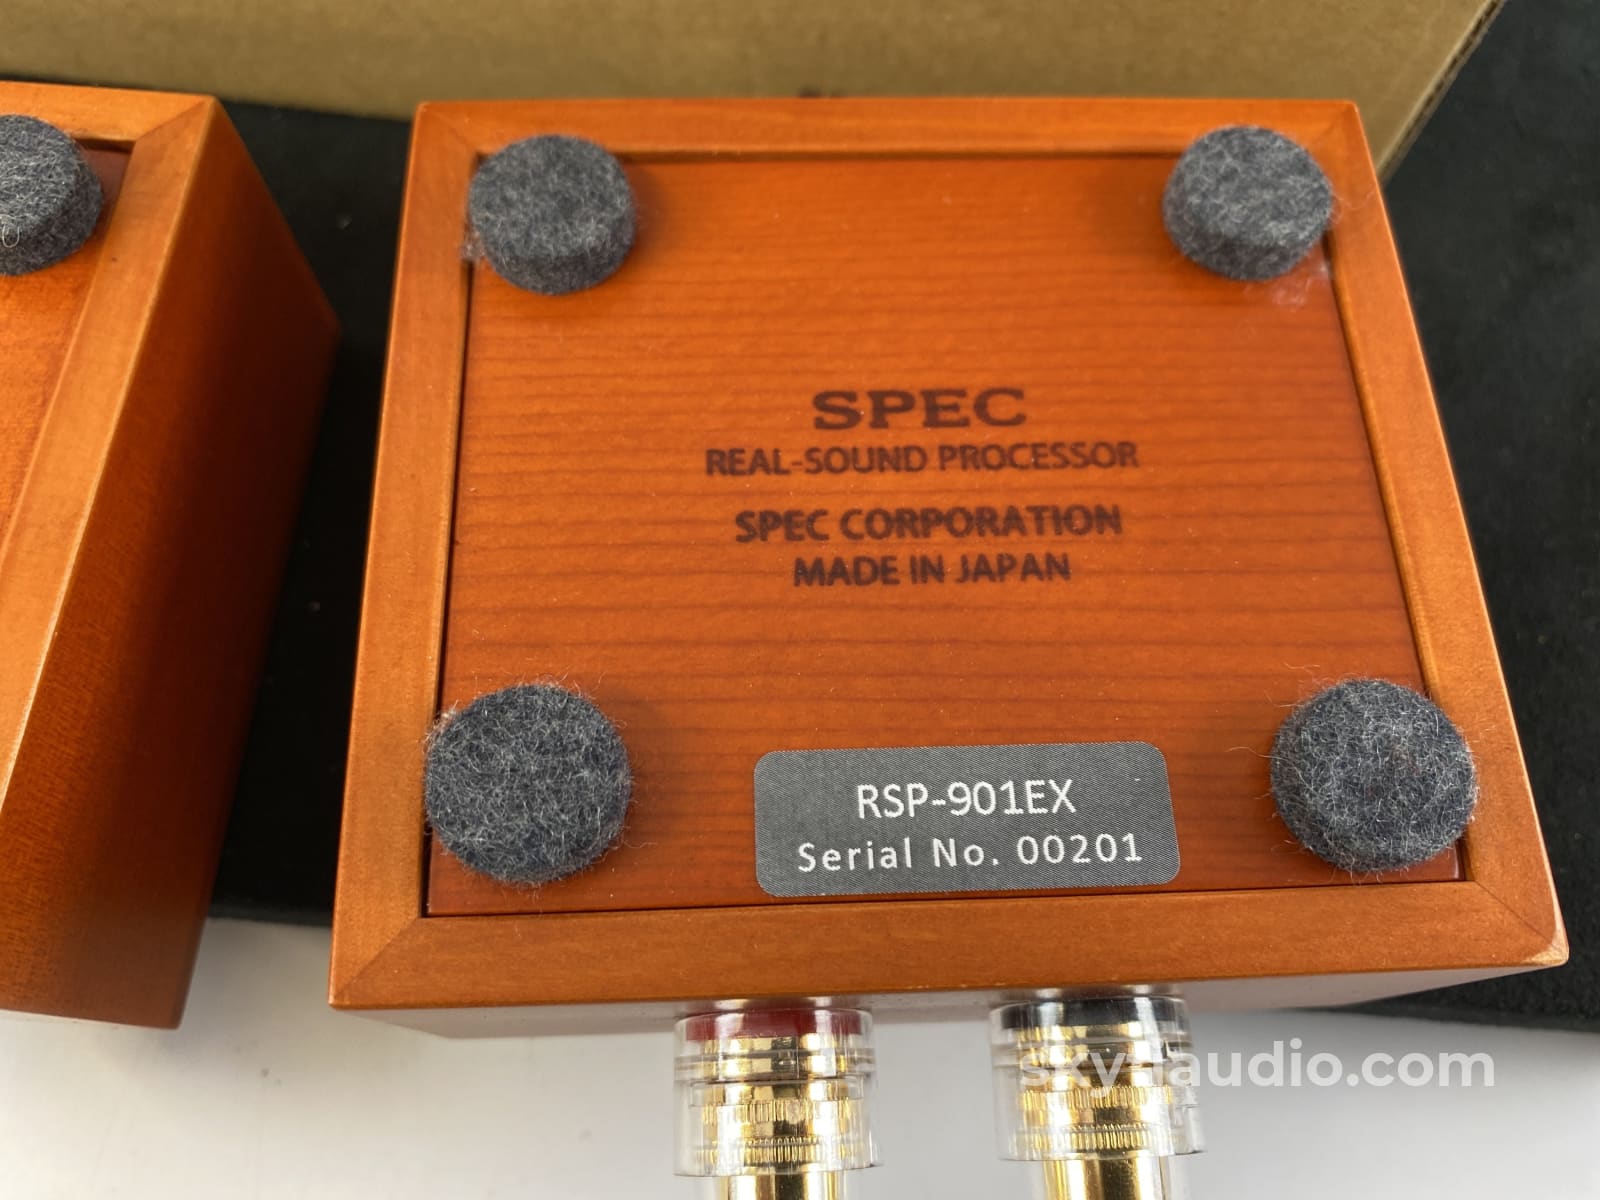 SPEC
REAL-SOUND PROCESSOR
SPEC CORPORATION
MADE IN JAPAN
RSP-901EX
Serial No. 00201
skyfiaudio.com